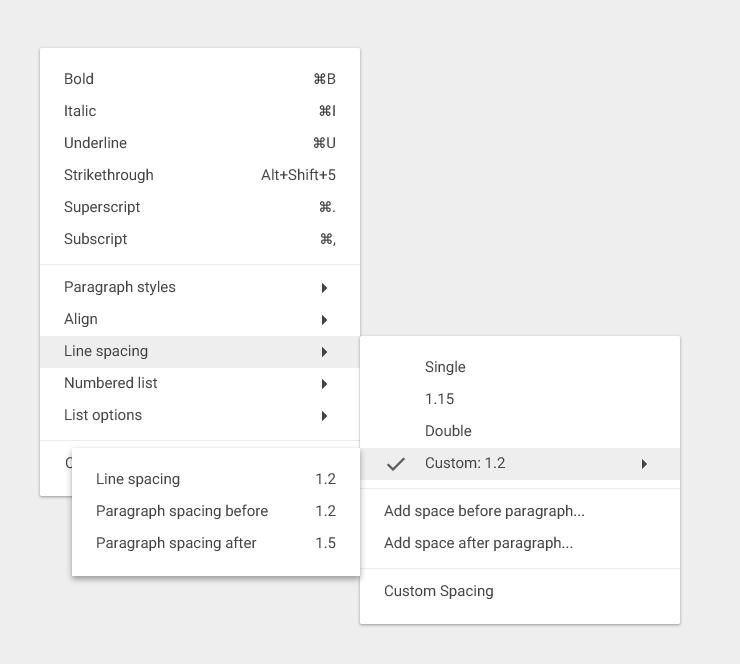 Bold ⌘B
Italic ⌘I
Underline ⌘U
Strikethrough Alt+Shift+5
Superscript ⌘.
Subscript ⌘,
Paragraph styles
Align
Line spacing
Numbered list
List options
Single
1.15
Double
Custom: 1.2
Add space before paragraph...
Add space after paragraph...
Custom Spacing
Line spacing 1.2
Paragraph spacing before 1.2
Paragraph spacing after 1.5